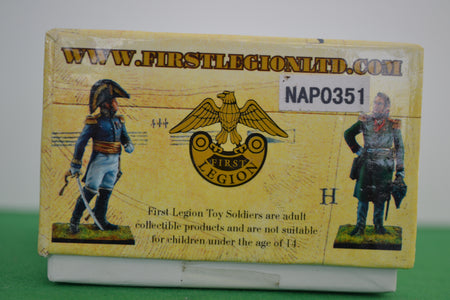 WWW.FIRSTLEGIONLTD.COM
NAP0351
444
FIRST
LEGION
H
First Legion Toy Soldiers are adult
collectible products and are not suitable
for children under the age of 14.